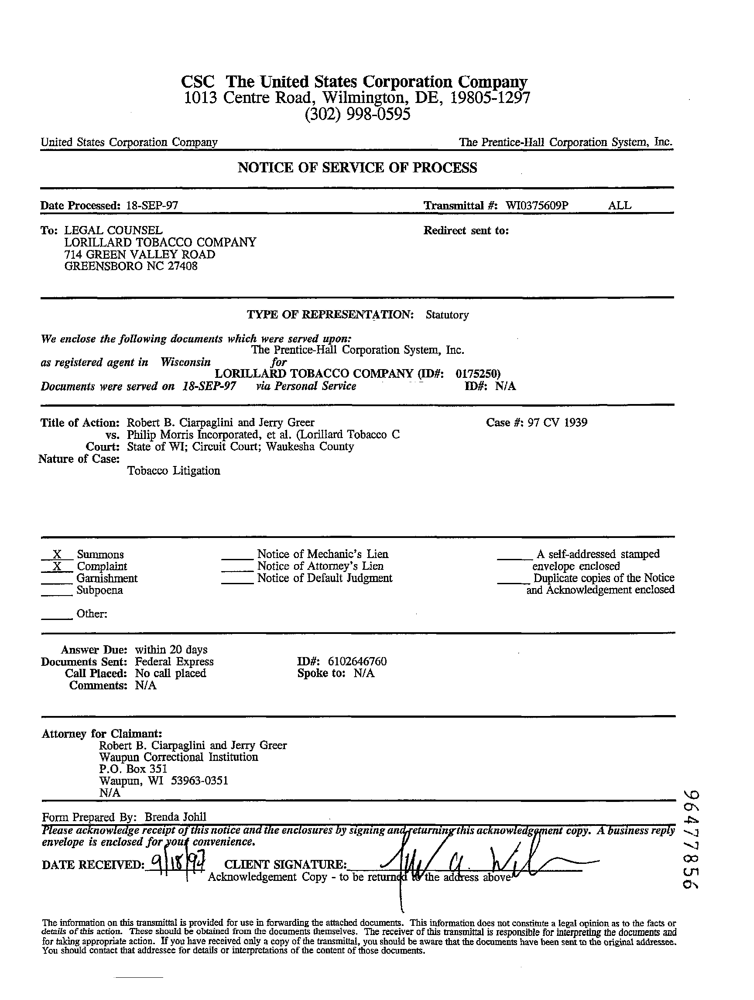 CSC The United States Corporation Company
1013 Centre Road, Wilmington, DE, 19805-1297
(302) 998-0595
United States Corporation Company The Prentice-Hall Corporation System, Inc.
NOTICE OF SERVICE OF PROCESS
Date Processed: 18-SEP-97 Transmittal #: WI0375609P ALL
To: LEGAL COUNSEL Redirect sent to:
LORILLARD TOBACCO COMPANY
714 GREEN VALLEY ROAD
GREENSBORO NC 27408
TYPE OF REPRESENTATION: Statutory
We enclose the following documents which were served upon:
The Prentice-Hall Corporation System, Inc.
as registered agent in Wisconsin for
LORILLARD TOBACCO COMPANY (ID#: 0175250)
Documents were served on 18-SEP-97 via Personal Service ID#: N/A
Title of Action: Robert B. Ciarpaglini and Jerry Greer Case #: 97 CV 1939
vs. Philip Morris Incorporated, et al. (Lorillard Tobacco C
Court: State of WI; Circuit Court; Waukesha County
Nature of Case:
Tobacco Litigation
X Summons Notice of Mechanic's Lien A self-addressed stamped
X Complaint Notice of Attorney's Lien envelope enclosed
Garnishment Notice of Default Judgment Duplicate copies of the Notice
Subpoena and Acknowledgement enclosed
Other:
Answer Due: within 20 days
Documents Sent: Federal Express ID#: 6102646760
Call Placed: No call placed Spoke to: N/A
Comments: N/A
Attorney for Claimant:
Robert B. Ciarpaglini and Jerry Greer
Waupun Correctional Institution
P.O. Box 351
Waupun, WI 53963-0351
N/A
Form Prepared By: Brenda Johll
Please acknowledge receipt of this notice and the enclosures by signing and returning this acknowledgement copy. A business reply
envelope is enclosed for your convenience.
DATE RECEIVED: 9/18/97 CLIENT SIGNATURE:
Acknowledgement Copy - to be returned to the address above
The information on this transmittal is provided for use in forwarding the attached documents. This information does not constitute a legal opinion as to the facts or
details of this action. These should be obtained from the documents themselves. The receiver of this transmittal is responsible for interpreting the documents and
for taking appropriate action. If you have received only a copy of the transmittal, you should be aware that the documents have been sent to the original addressee.
You should contact that addressee for details or interpretations of the content of those documents.
96477856